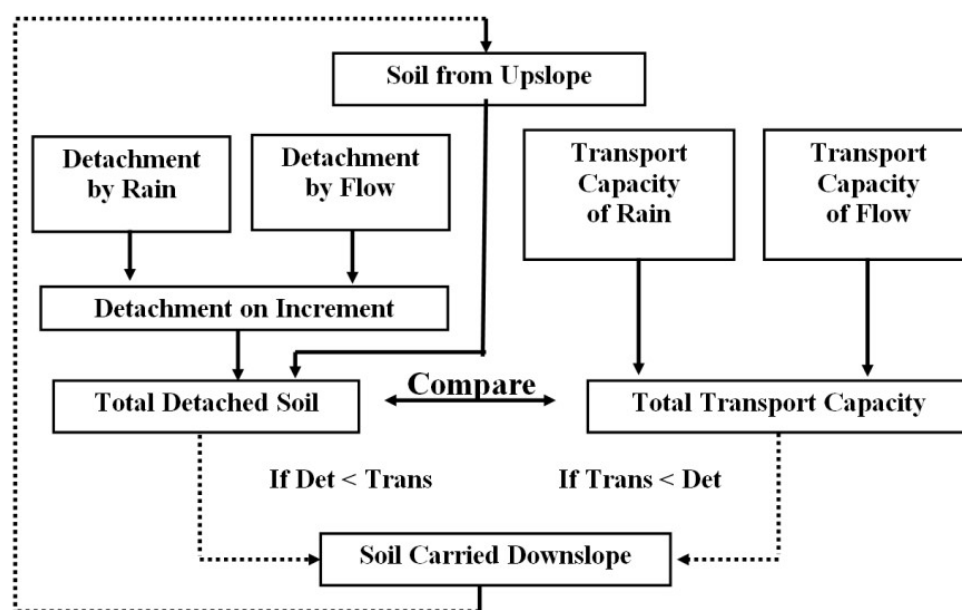 Soil from Upslope
Detachment
by Rain
Detachment
by Flow
Transport
Capacity
of Rain
Transport
Capacity
of Flow
Detachment on Increment
Total Detached Soil
Compare
Total Transport Capacity
If Det < Trans
If Trans < Det
Soil Carried Downslope